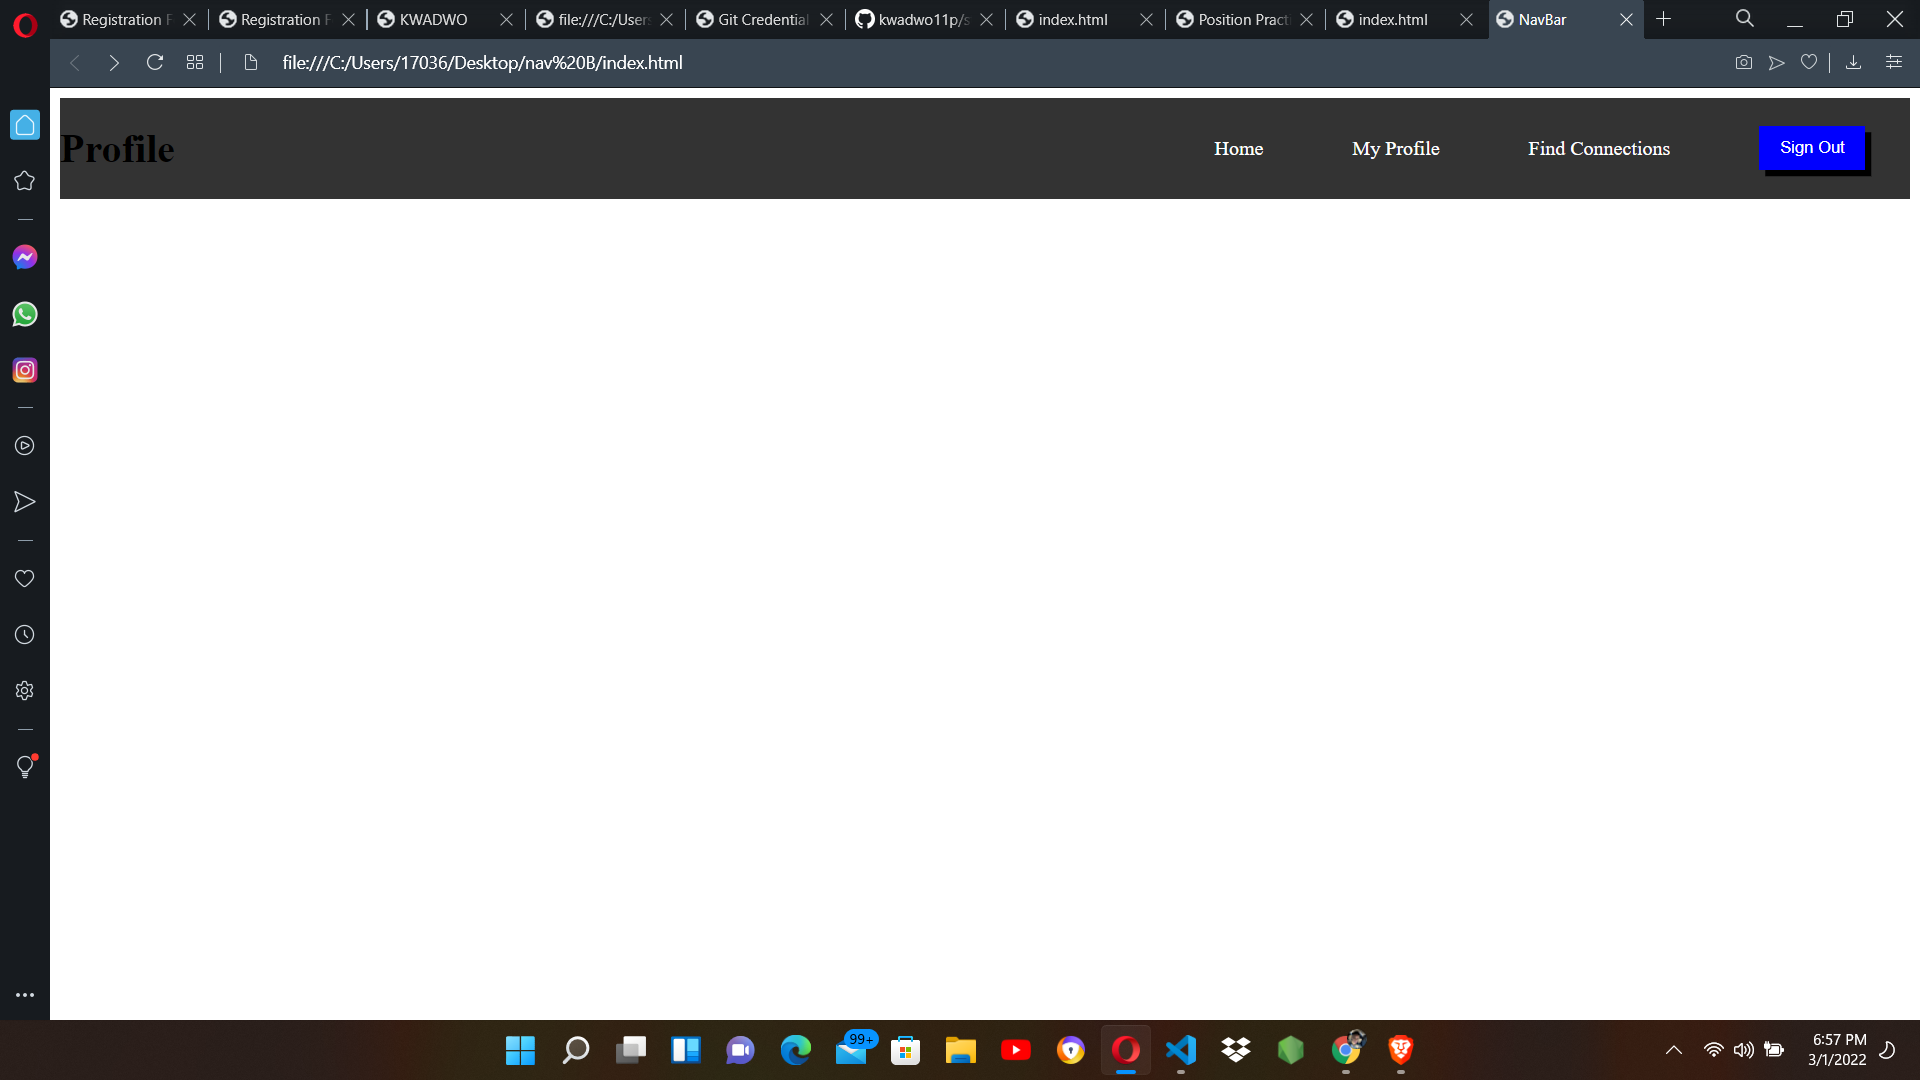 Registration F
Registration F
KWADWO
file:///C:/Users
Git Credential
kwadwo11p/s
index.html
Position Practi
index.html
NavBar
file:///C:/Users/17036/Desktop/nav%20B/index.html
Profile
Home
My Profile
Find Connections
Sign Out
99+
6:57 PM
3/1/2022